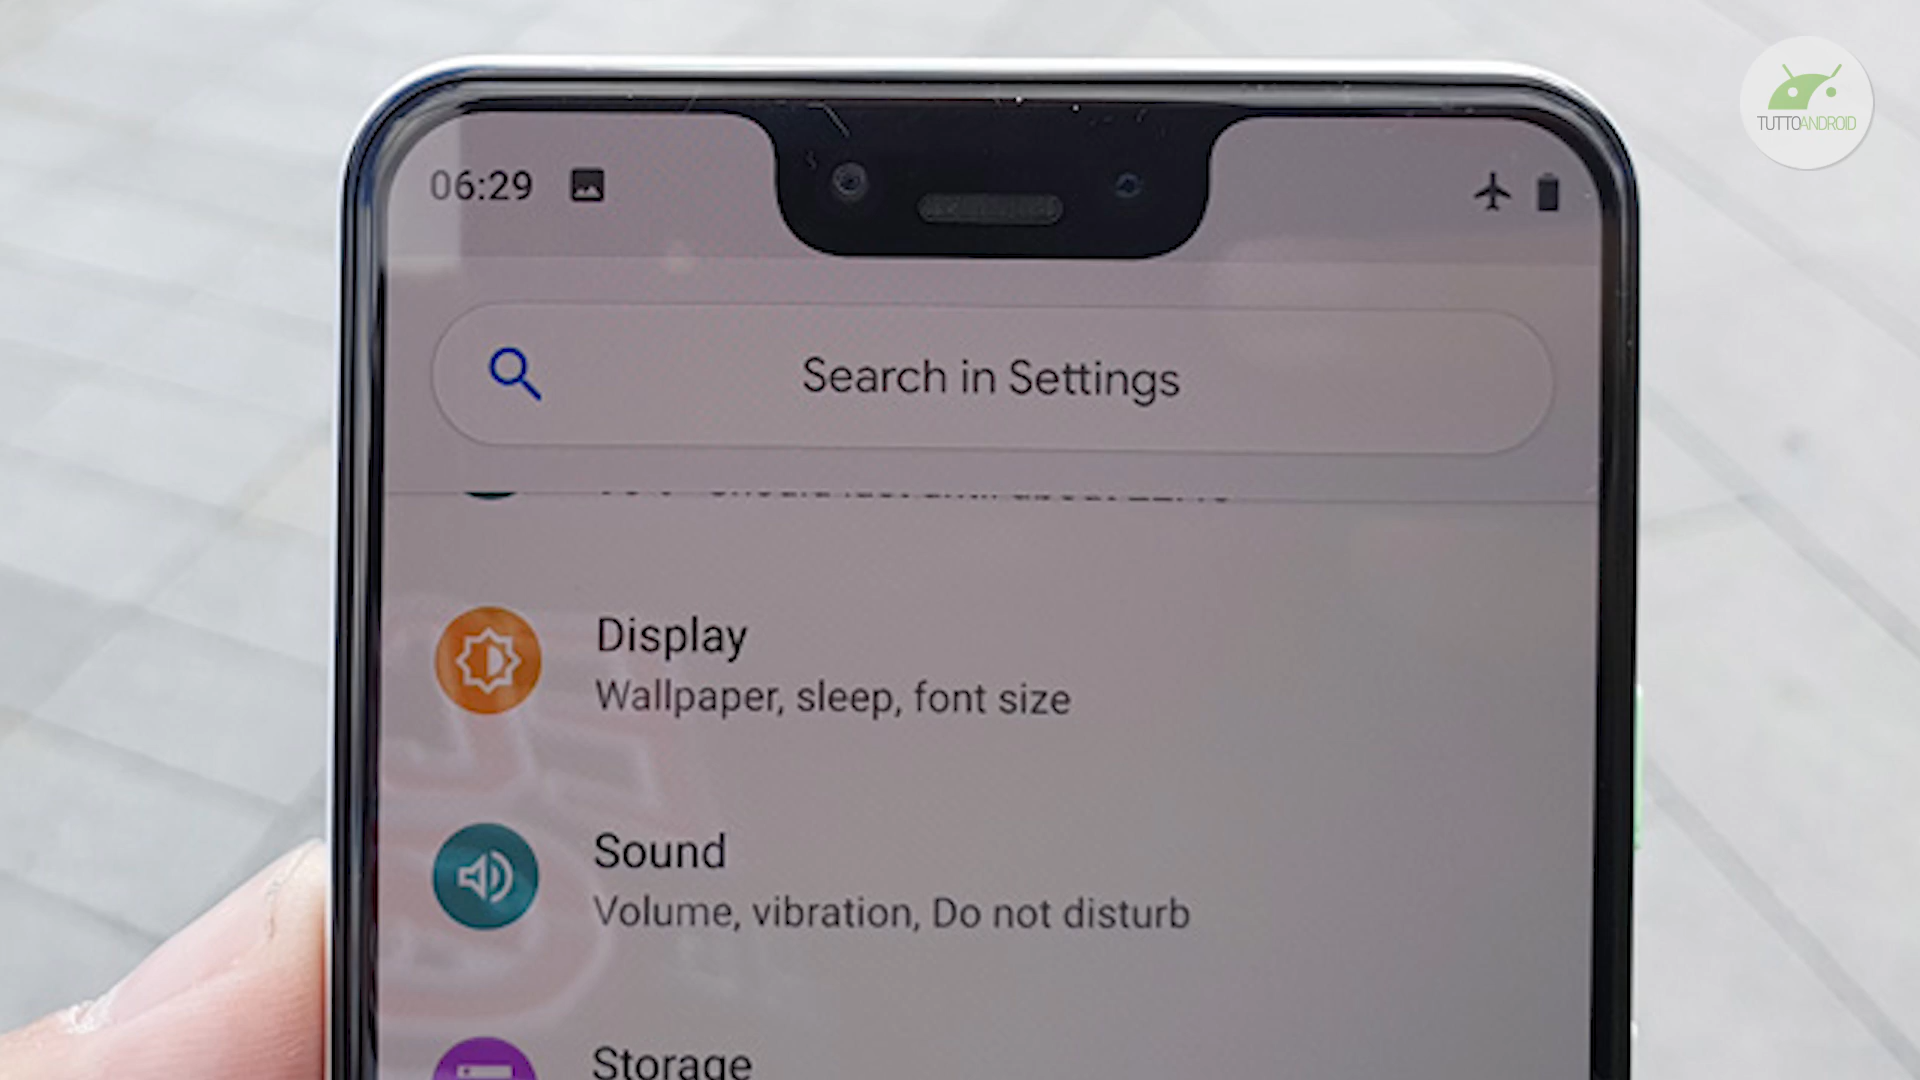 06:29
TUTTOANDROID
Search in Settings
Display
Wallpaper, sleep, font size
Sound
Volume, vibration, Do not disturb
Storage